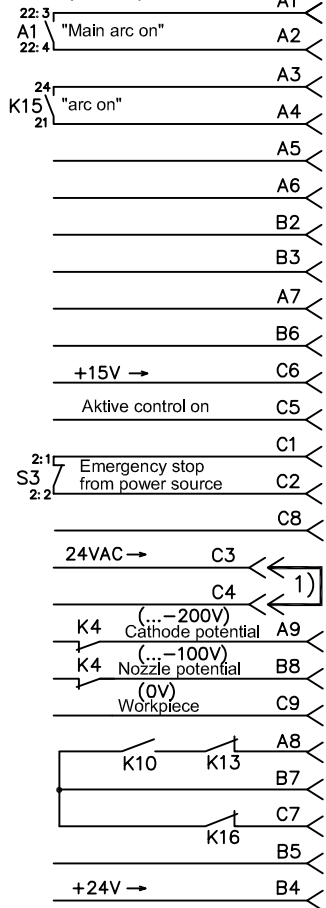 A1
22:3
A1 "Main arc on"
22:4
A2
A3
24
K15 "arc on"
21
A4
A5
A6
B2
B3
A7
B6
+15V → C6
Aktive control on C5
C1
2:1
S3 Emergency stop
from power source
2:2
C2
C8
24VAC→ C3
1)
C4
(...-200V)
K4 Cathode potential A9
(...-100V)
K4 Nozzle potential B8
(0V)
Workpiece C9
A8
K10 K13
B7
C7
K16
B5
+24V → B4